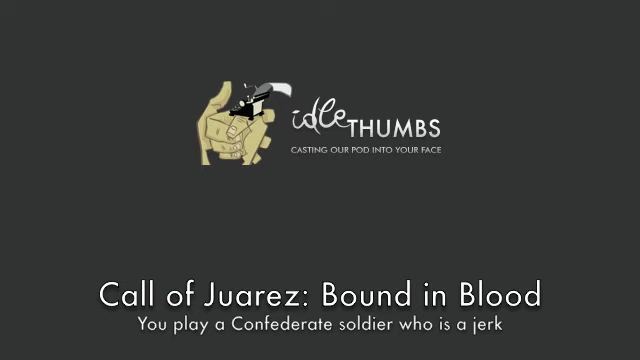 idle THUMBS
CASTING OUR POD INTO YOUR FACE
Call of Juarez: Bound in Blood
You play a Confederate soldier who is a jerk